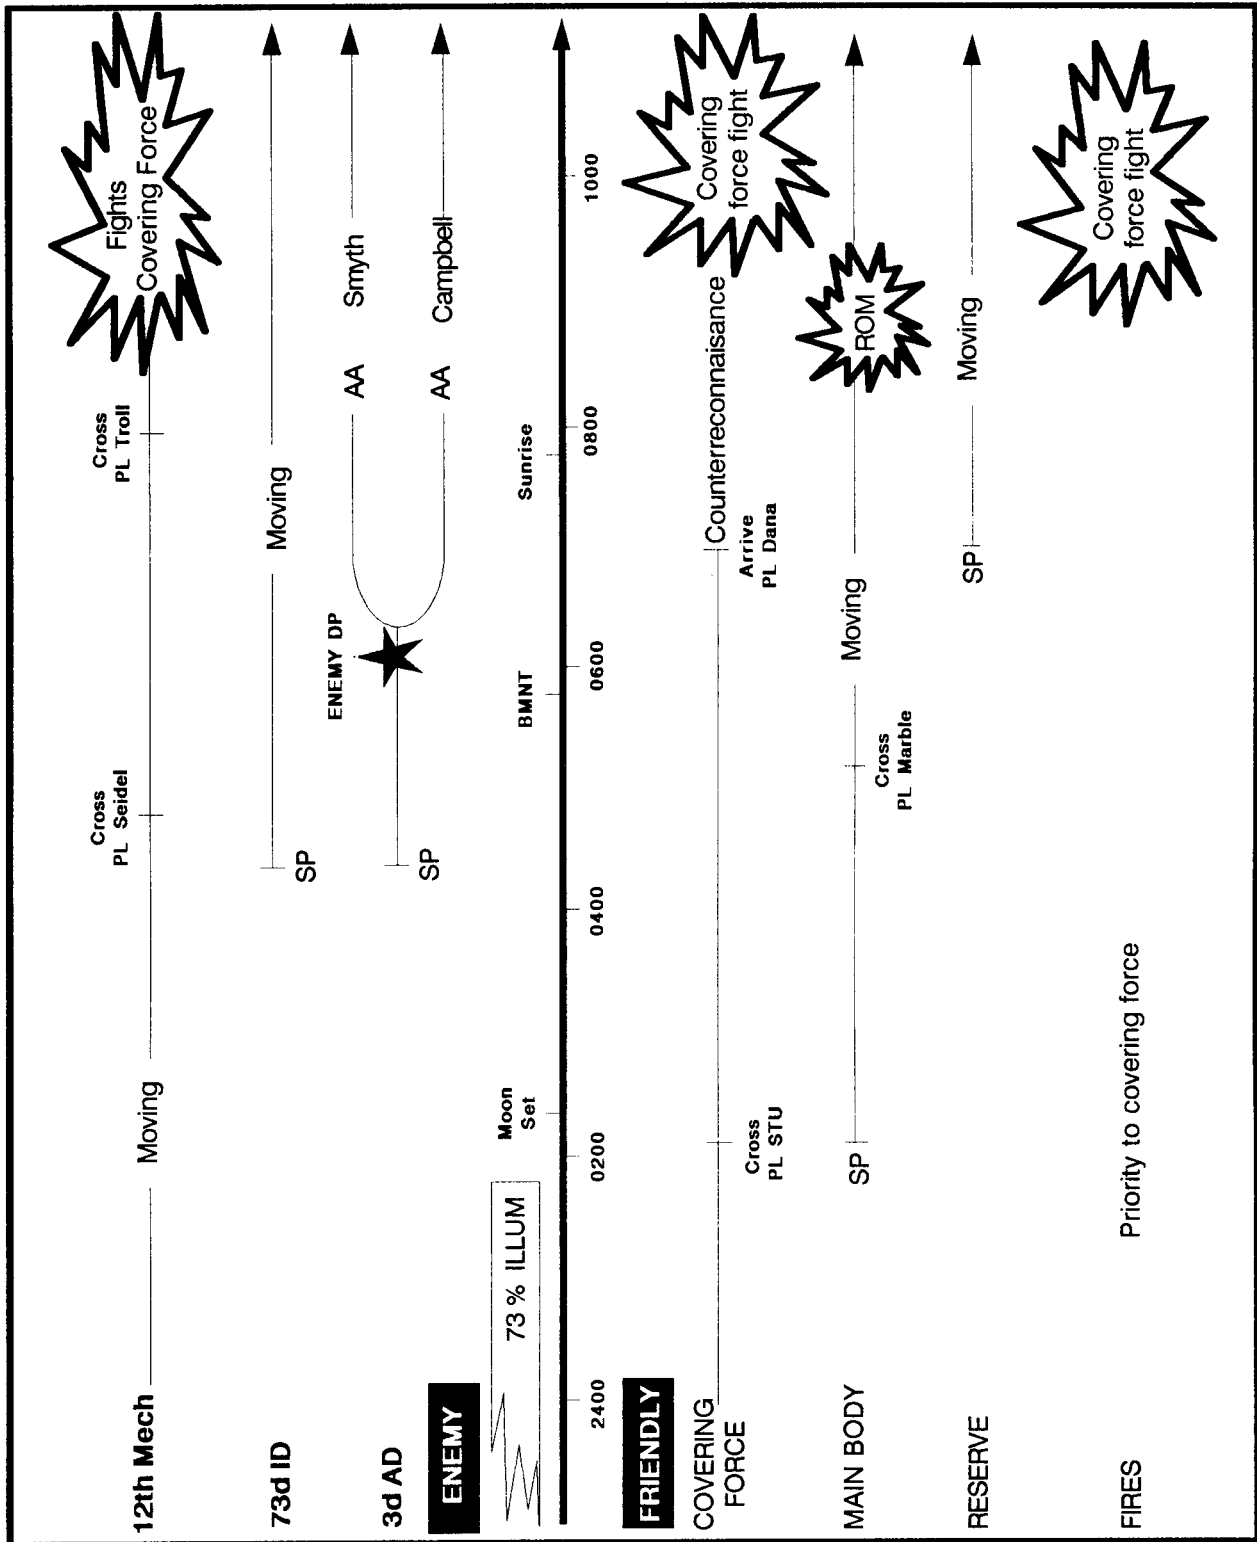 12th Mech
Moving
Cross
PL Seidel
Cross
PL Troll
Fights
Covering Force
73d ID
SP
Moving
3d AD
SP
ENEMY DP
AA Smyth
AA Campbell
ENEMY
73 % ILLUM
Moon
Set
BMNT
Sunrise
2400
0200
0400
0600
0800
1000
FRIENDLY
COVERING
FORCE
Cross
PL STU
Arrive
PL Dana
Counterreconnaisance
Covering
force fight
MAIN BODY
SP
Cross
PL Marble
Moving
ROM
RESERVE
SP
Moving
FIRES
Priority to covering force
Covering
force fight